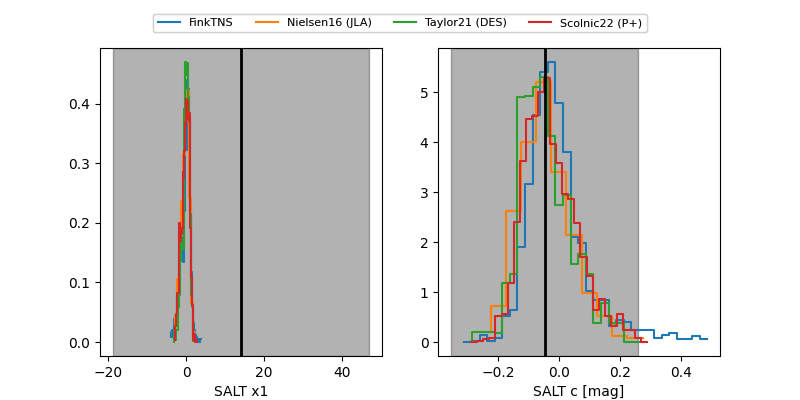 FinkTNS Nielsen16 (JLA) Taylor21 (DES) Scolnic22 (P+)
0.4
0.3
0.2
0.1
0.0
−20 0 20 40
SALT x1
5
4
3
2
1
0
−0.2 0.0 0.2 0.4
SALT c [mag]